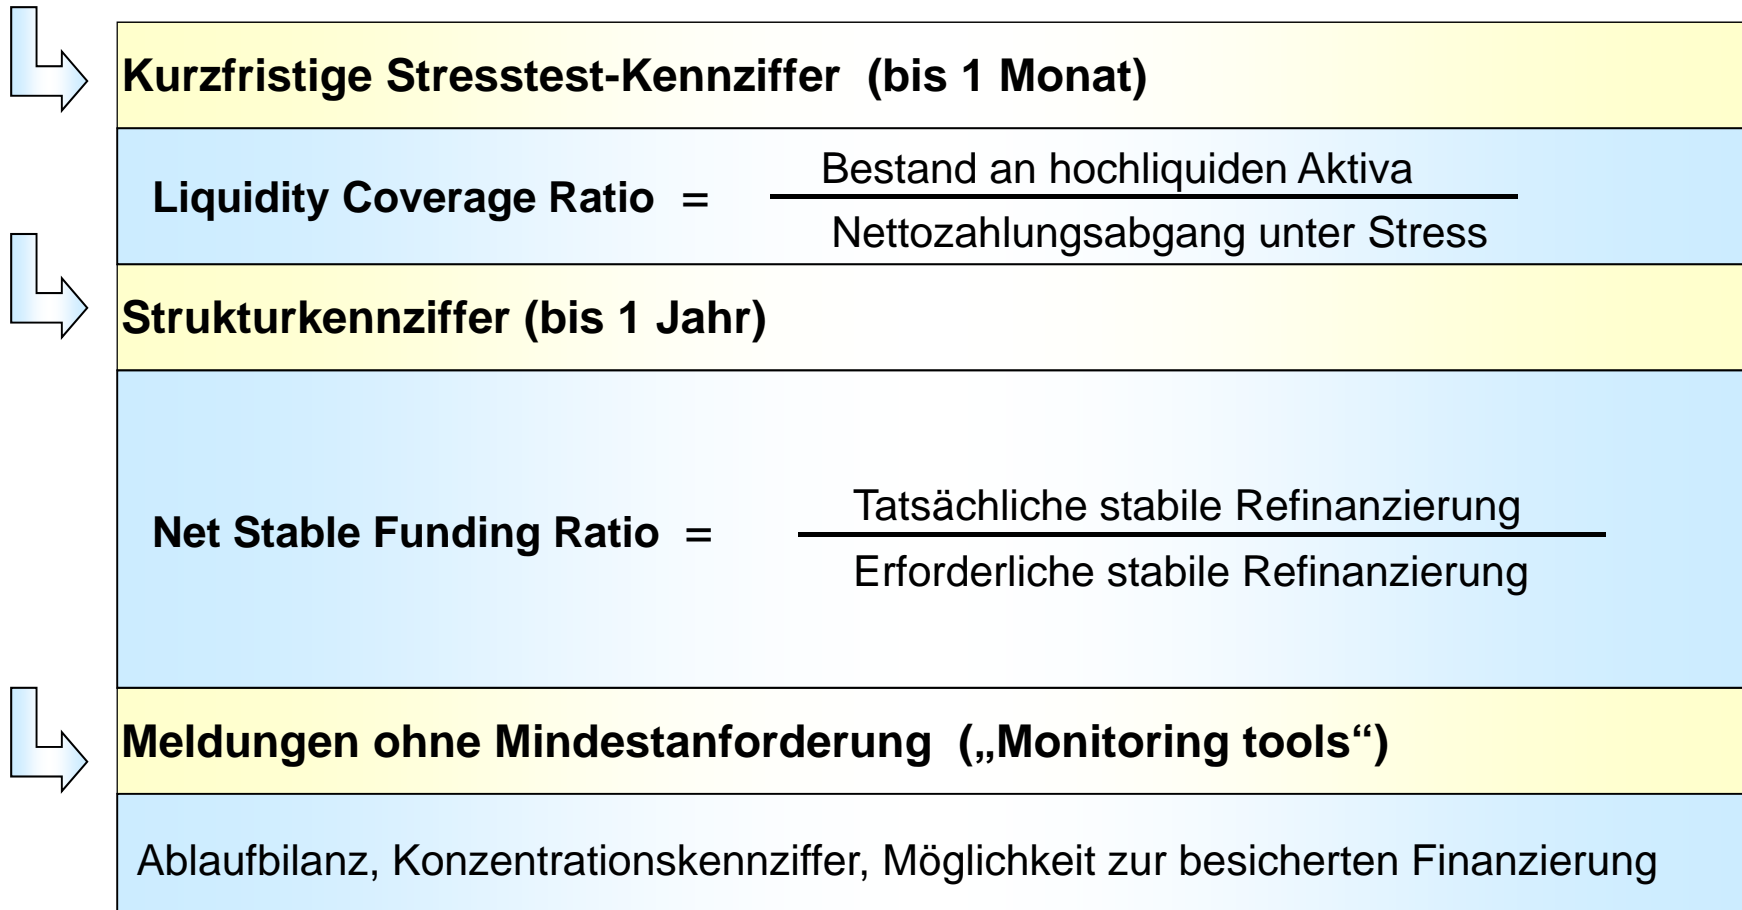 Kurzfristige Stresstest-Kennziffer (bis 1 Monat)
Bestand an hochliquiden Aktiva
Liquidity Coverage Ratio =
Nettozahlungsabgang unter Stress
Strukturkennziffer (bis 1 Jahr)
Tatsächliche stabile Refinanzierung
Net Stable Funding Ratio =
Erforderliche stabile Refinanzierung
Meldungen ohne Mindestanforderung („Monitoring tools“)
Ablaufbilanz, Konzentrationskennziffer, Möglichkeit zur besicherten Finanzierung